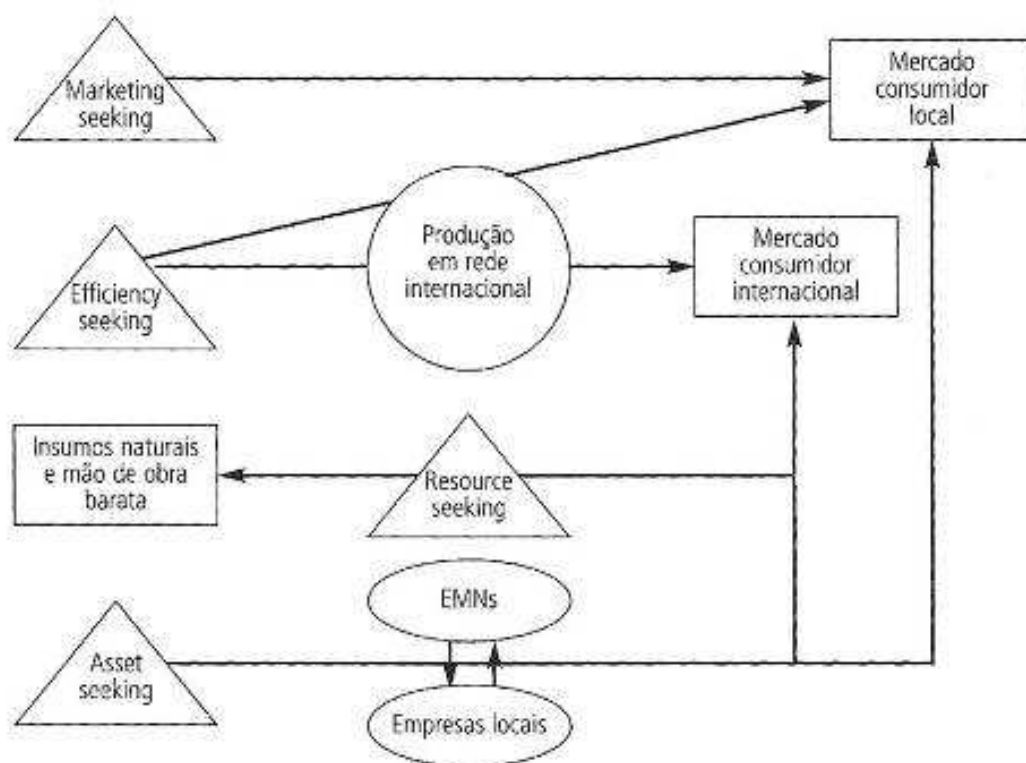 Marketing
seeking
Mercado
consumidor
local
Efficiency
seeking
Produção
em rede
internacional
Mercado
consumidor
internacional
Insumos naturais
e mão de obra
barata
Resource
seeking
EMNs
Asset
seeking
Empresas locais